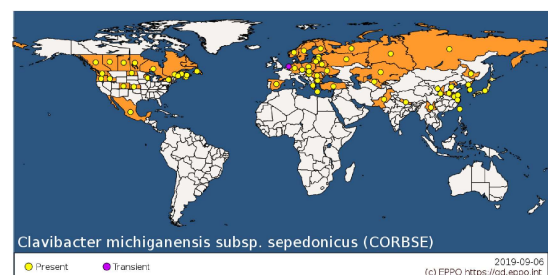 Clavibacter michiganensis subsp. sepedonicus (CORBSE)
Present
Transient
2019-09-06
(c) EPPO https://gd.eppo.int